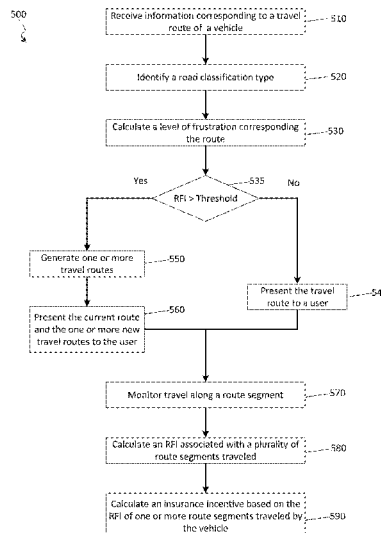 500
Receive information corresponding to a travel
route of a vehicle
510
Identify a road classification type
520
Calculate a level of frustration corresponding
the route
530
535
Yes
RFI > Threshold
No
Generate one or more
travel routes
550
Present the current route
and the one or more new
travel routes to the user
560
Present the travel
route to a user
54
Monitor travel along a route segment
570
Calculate an RFI associated with a plurality of
route segments traveled
580
Calculate an insurance incentive based on the
RFI of one or more route segments traveled by
the vehicle
590